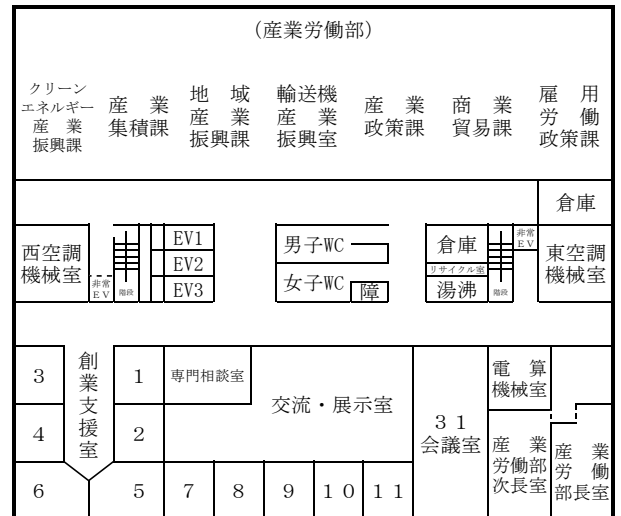 （産業労働部）
クリーン
エネルギー
産　業
振興課
産　業
集積課
地　域
産　業
振興課
輸送機
産　業
振興室
産　業
政策課
商　業
貿易課
雇　用
労　働
政策課
倉庫
西空調
機械室
非常
ＥＶ
階段
EV1
EV2
EV3
男子WC
女子WC
障
倉庫
リサイクル室
湯沸
階段
非常
ＥＶ
東空調
機械室
３
４
６
創業支援室
１
２
５
専門相談室
交流・展示室
７
８
９
１０
１１
３１
会議室
電　算
機械室
産　業
労働部
次長室
産　業
労　働
部長室